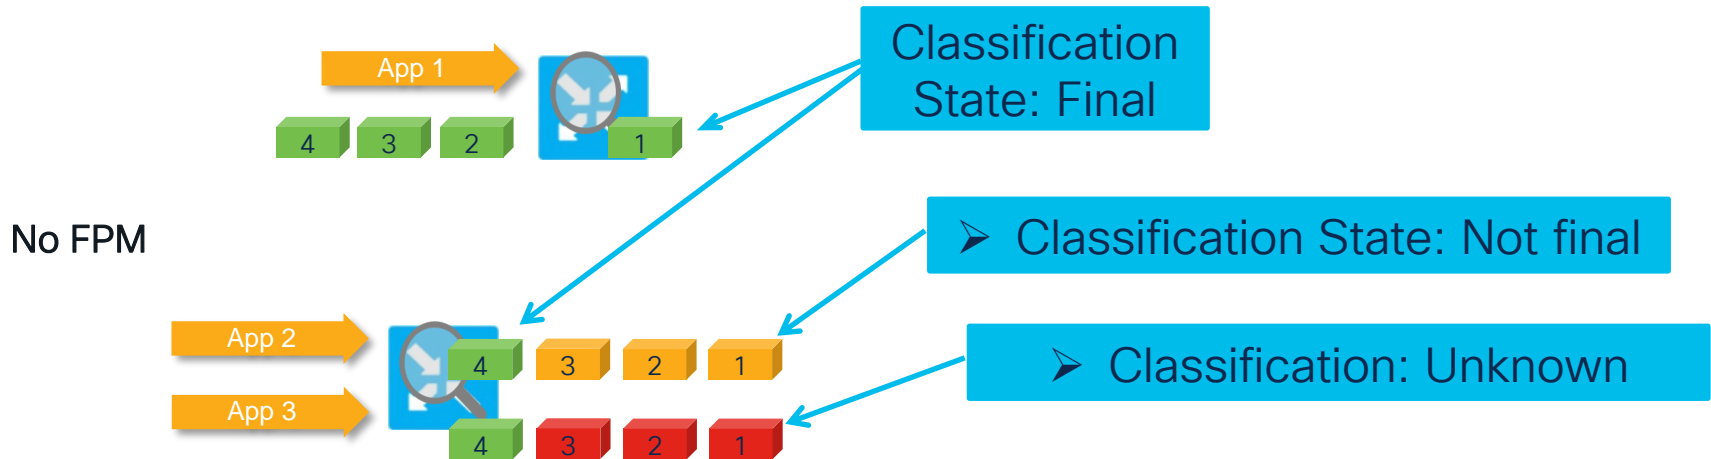 Classification
State: Final
App 1
4 3 2 1
No FPM
➢ Classification State: Not final
App 2
4 3 2 1
➢ Classification: Unknown
App 3
4 3 2 1